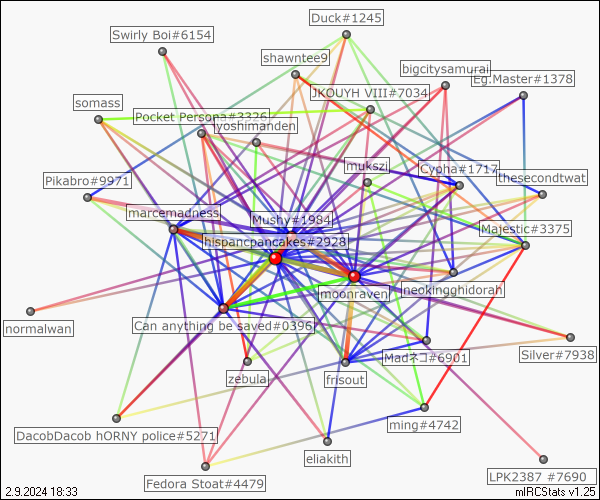 Duck#1245
Swirly Boi#6154
shawntee9
bigcitysamurai
Eg.Master#1378
JKOUYH VIII#7034
somass
Pocket Persona#3326
yoshimanden
mukszi
Cypha#1717
thesecondtwat
Pikabro#9971
marcemadness
Mushy#1984
Majestic#3375
hispancpancakes#2928
moonraven
neokingghidorah
normalwan
Can anything be saved#0396
Madネコ#6901
Silver#7938
zebula
frisout
DacobDacob hORNY police#5271
ming#4742
eliakith
Fedora Stoat#4479
LPK2387 #7690
2.9.2024 18:33
mIRCStats v1.25